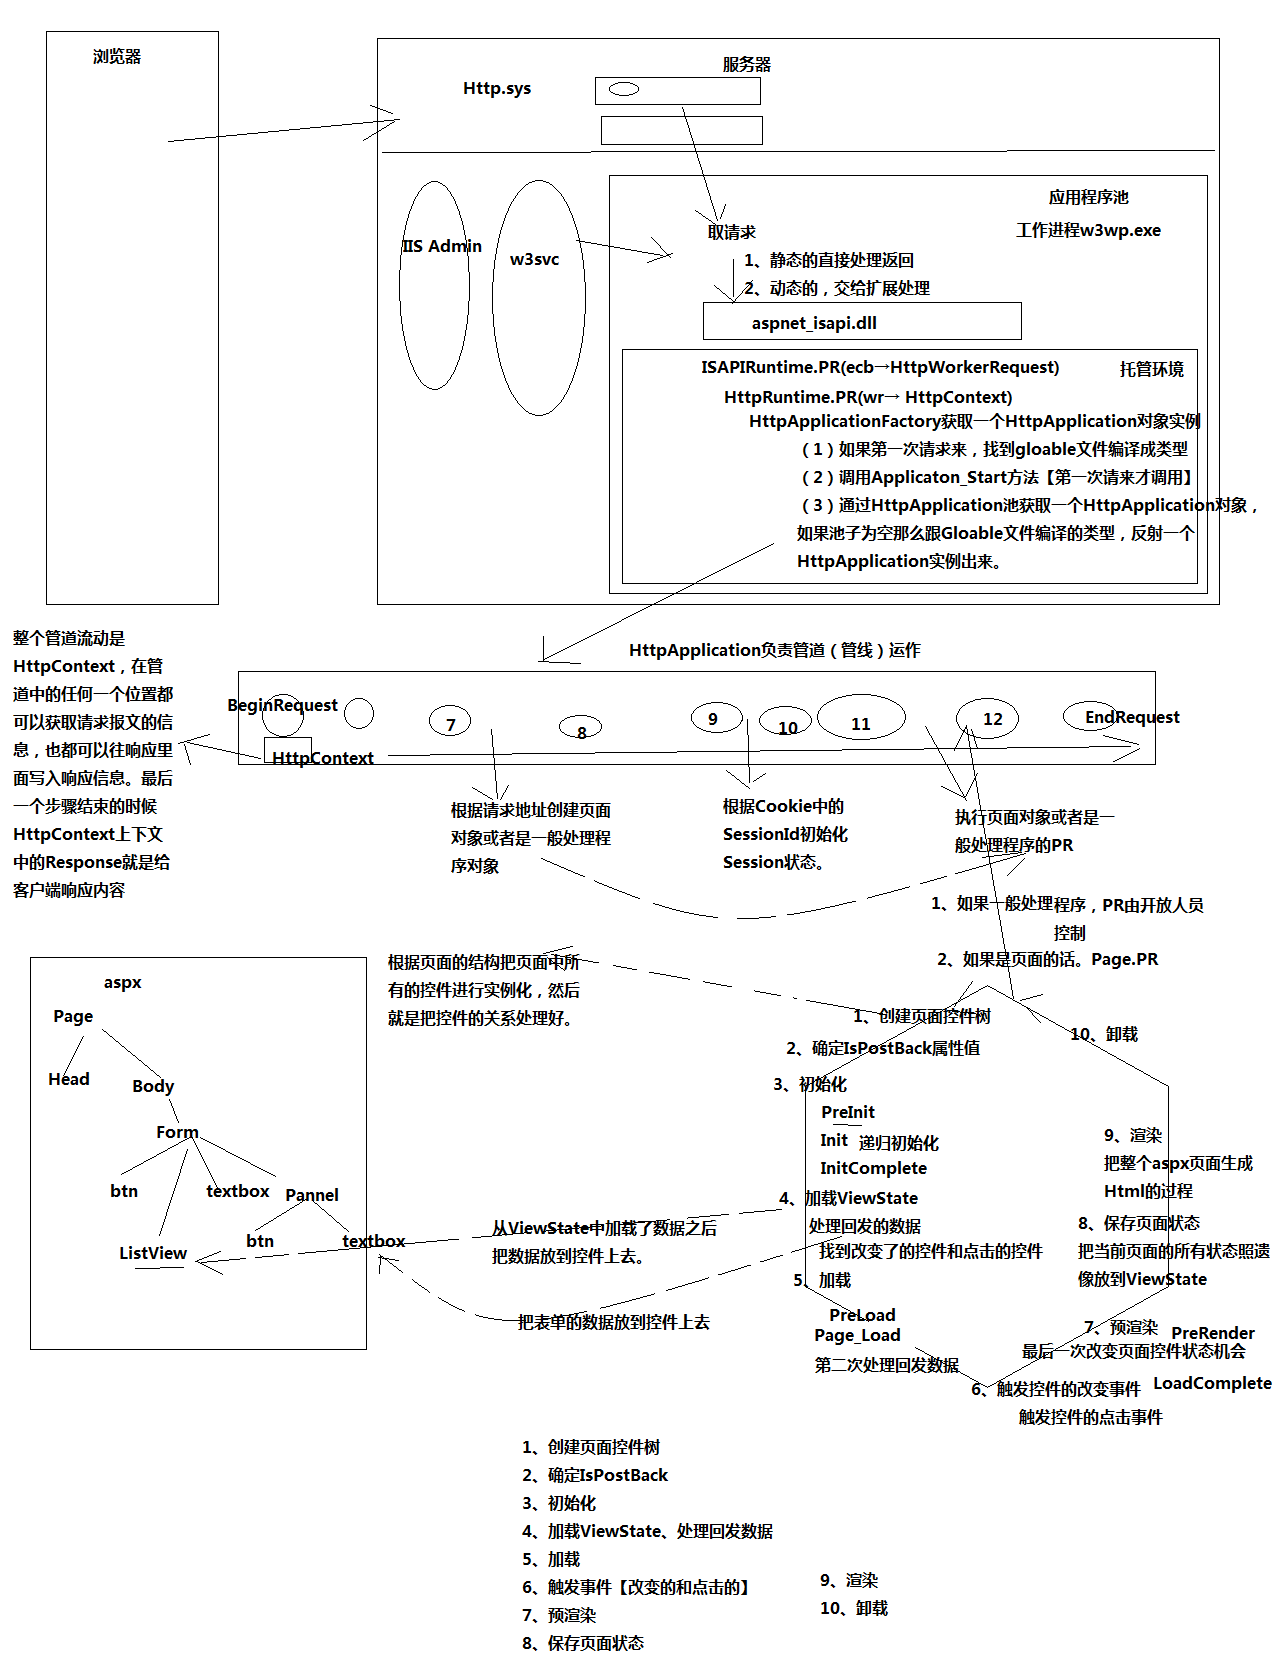 浏览器
服务器
Http.sys
应用程序池
工作进程w3wp.exe
IIS Admin
w3svc
取请求
1、静态的直接处理返回
2、动态的，交给扩展处理
aspnet_isapi.dll
ISAPIRuntime.PR(ecb→HttpWorkerRequest)
托管环境
HttpRuntime.PR(wr→ HttpContext)
HttpApplicationFactory获取一个HttpApplication对象实例
（1）如果第一次请求来，找到gloable文件编译成类型
（2）调用Applicaton_Start方法【第一次请来才调用】
（3）通过HttpApplication池获取一个HttpApplication对象，
如果池子为空那么跟Gloable文件编译的类型，反射一个
HttpApplication实例出来。
整个管道流动是
HttpContext，在管
道中的任何一个位置都
可以获取请求报文的信
息，也都可以往响应里
面写入响应信息。最后
一个步骤结束的时候
HttpContext上下文
中的Response就是给
客户端响应内容
HttpApplication负责管道（管线）运作
BeginRequest
7
8
9
10
11
12
EndRequest
HttpContext
根据请求地址创建页面
对象或者是一般处理程
序对象
根据Cookie中的
SessionId初始化
Session状态。
执行页面对象或者是一
般处理程序的PR
1、如果一般处理程序，PR由开放人员
控制
2、如果是页面的话。Page.PR
根据页面的结构把页面中所
有的控件进行实例化，然后
就是把控件的关系处理好。
aspx
Page
Head
Body
Form
btn
textbox
Pannel
ListView
btn
textbox
1、创建页面控件树
2、确定IsPostBack属性值
3、初始化
PreInit
Init 递归初始化
InitComplete
4、加载ViewState
处理回发的数据
找到改变了的控件和点击的控件
5、加载
PreLoad
Page_Load
第二次处理回发数据
6、触发控件的改变事件
触发控件的点击事件
LoadComplete
7、预渲染
PreRender
最后一次改变页面控件状态机会
8、保存页面状态
把当前页面的所有状态照遗
像放到ViewState
9、渲染
把整个aspx页面生成
Html的过程
10、卸载
从ViewState中加载了数据之后
把数据放到控件上去。
把表单的数据放到控件上去
1、创建页面控件树
2、确定IsPostBack
3、初始化
4、加载ViewState、处理回发数据
5、加载
6、触发事件【改变的和点击的】
7、预渲染
8、保存页面状态
9、渲染
10、卸载